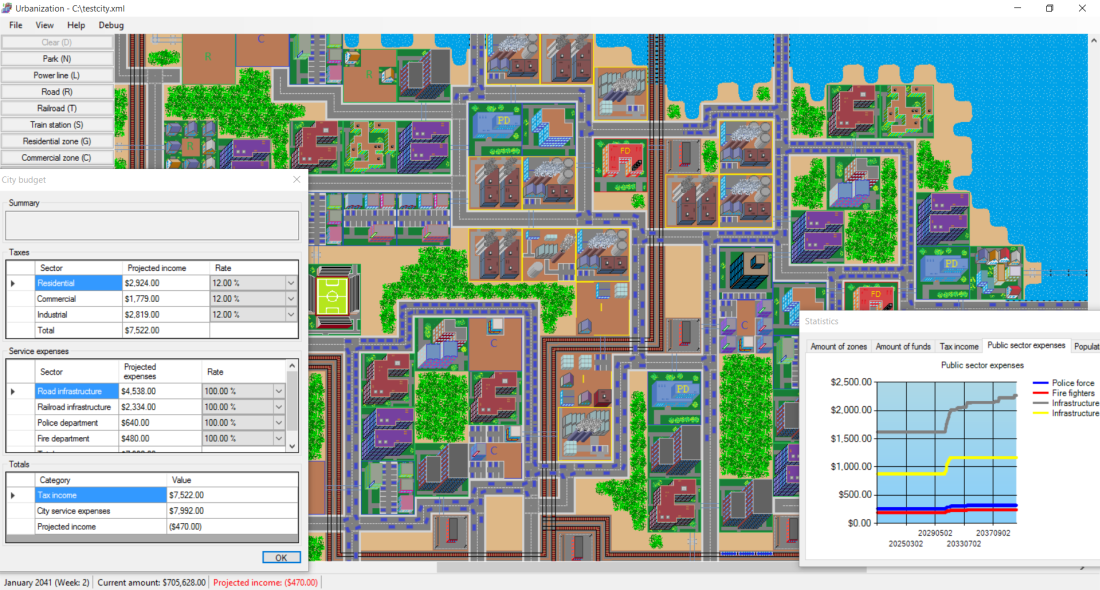 Urbanization - C:\testcity.xml
File View Help Debug
Clear (D)
Park (N)
Power line (L)
Road (R)
Railroad (T)
Train station (S)
Residential zone (G)
Commercial zone (C)
R
C
R
R
PD
FD
PD
FD
C
C
I
I
PD
C
City budget
Summary
Taxes
Sector Projected income Rate
Residential $2,924.00 12.00 %
Commercial $1,779.00 12.00 %
Industrial $2,819.00 12.00 %
Total $7,522.00
Service expenses
Sector Projected expenses Rate
Road infrastructure $4,538.00 100.00 %
Railroad infrastructure $2,334.00 100.00 %
Police department $640.00 100.00 %
Fire department $480.00 100.00 %
Totals
Category Value
Tax income $7,522.00
City service expenses $7,992.00
Projected income ($470.00)
OK
Statistics
Amount of zones Amount of funds Tax income Public sector expenses Populat
Public sector expenses
$2,500.00
$2,000.00
$1,500.00
$1,000.00
$500.00
$0.00
20290502 20370902
20250302 20330702
Police force
Fire fighters
Infrastructure
Infrastructure
January 2041 (Week: 2) Current amount: $705,628.00 Projected income: ($470.00)